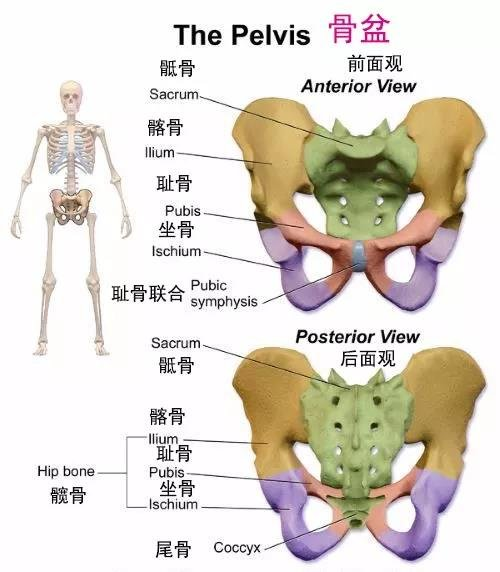 The Pelvis 骨盆
骶骨
前面观
Sacrum
Anterior View
髂骨
Ilium
耻骨
Pubis
坐骨
Ischium
耻骨联合
Pubic
symphysis
Posterior View
Sacrum
后面观
骶骨
髂骨
Ilium
耻骨
Hip bone
Pubis
髋骨
坐骨
Ischium
尾骨
Coccyx